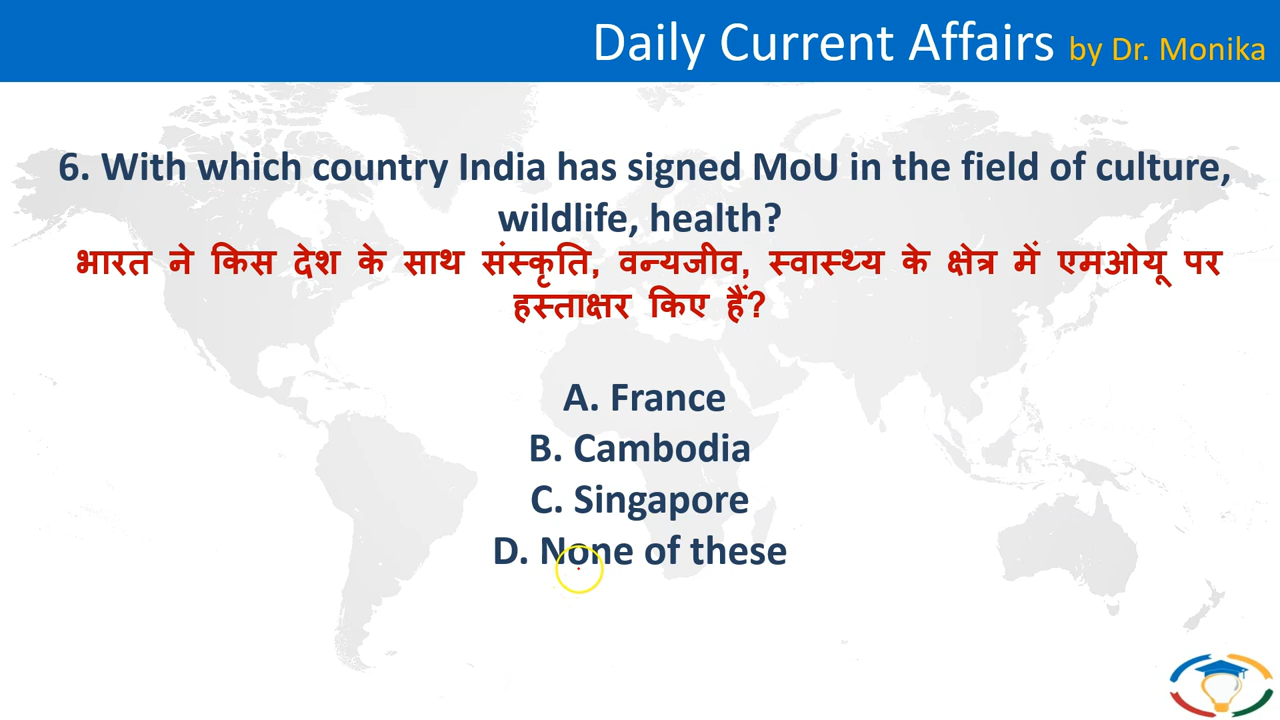 Daily Current Affairs by Dr. Monika
6. With which country India has signed MoU in the field of culture,
wildlife, health?
भारत ने किस देश के साथ संस्कृति, वन्यजीव, स्वास्थ्य के क्षेत्र में एमओयू पर
हस्ताक्षर किए हैं?
A. France
B. Cambodia
C. Singapore
D. None of these